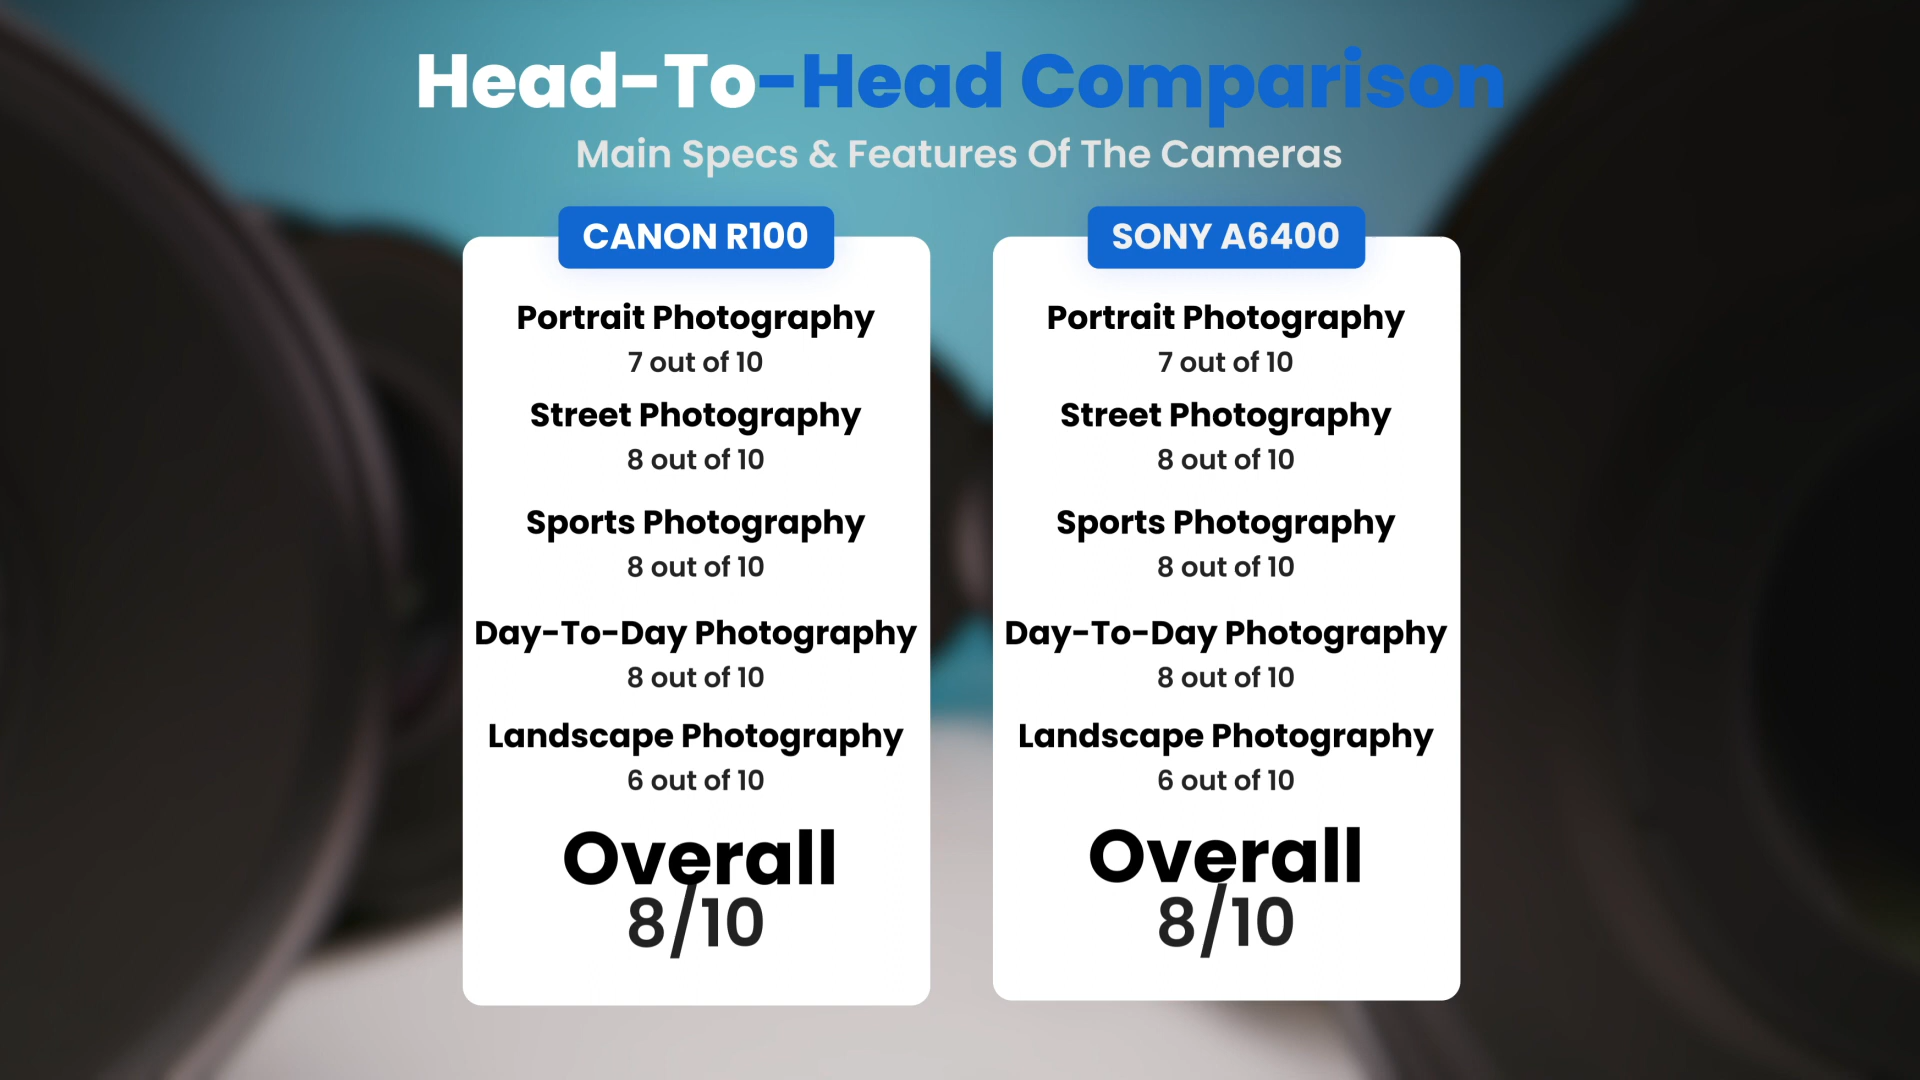 Head-To-Head Comparison
Main Specs & Features Of The Cameras
CANON R100
Portrait Photography
7 out of 10
Street Photography
8 out of 10
Sports Photography
8 out of 10
Day-To-Day Photography
8 out of 10
Landscape Photography
6 out of 10
Overall
8/10
SONY A6400
Portrait Photography
7 out of 10
Street Photography
8 out of 10
Sports Photography
8 out of 10
Day-To-Day Photography
8 out of 10
Landscape Photography
6 out of 10
Overall
8/10